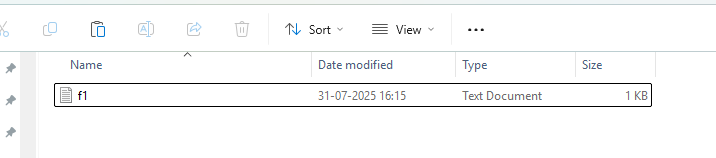 Sort View ...
Name Date modified Type Size
f1 31-07-2025 16:15 Text Document 1 KB